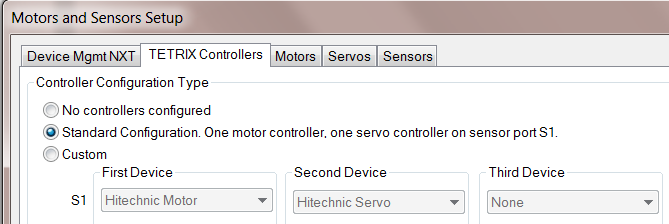 Motors and Sensors Setup
Device Mgmt NXT TETRIX Controllers Motors Servos Sensors
Controller Configuration Type
No controllers configured
Standard Configuration. One motor controller, one servo controller on sensor port S1.
Custom
First Device Second Device Third Device
S1 Hitechnic Motor Hitechnic Servo None